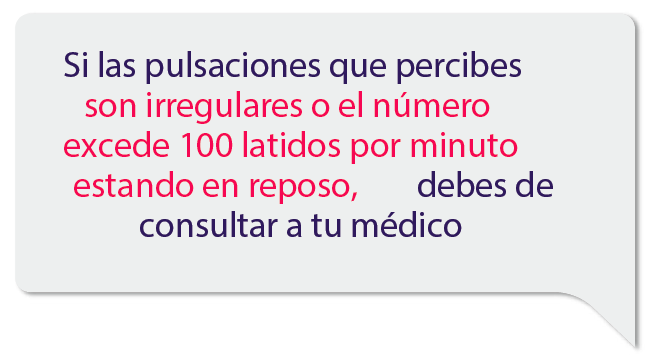 Si las pulsaciones que percibes
son irregulares o el número
excede 100 latidos por minuto
estando en reposo, debes de
consultar a tu médico